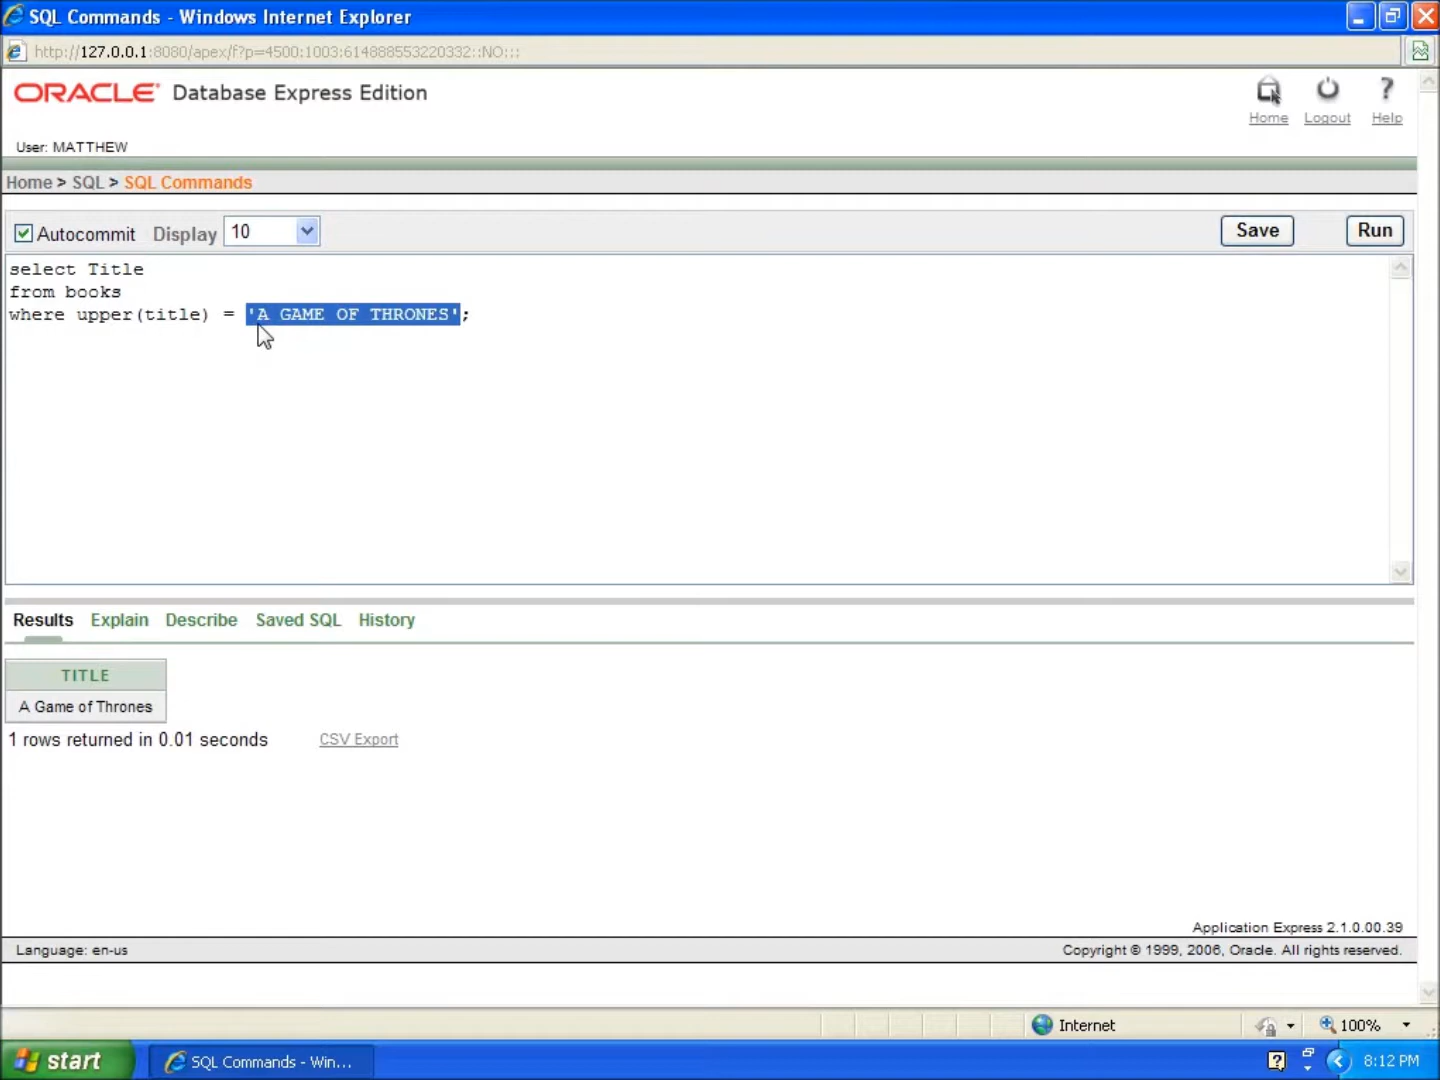 SQL Commands - Windows Internet Explorer
http://127.0.0.1:8080/apex/f?p=4500:1003:614888553220332::NO:::
ORACLE Database Express Edition
Home Logout Help
User: MATTHEW
Home > SQL > SQL Commands
Autocommit Display 10 Save Run
select Title
from books
where upper(title) = 'A GAME OF THRONES';
Results Explain Describe Saved SQL History
TITLE
A Game of Thrones
1 rows returned in 0.01 seconds CSV Export
Application Express 2.1.0.00.39
Language: en-us Copyright © 1999, 2006, Oracle. All rights reserved.
Internet 100%
start SQL Commands - Win... 8:12 PM